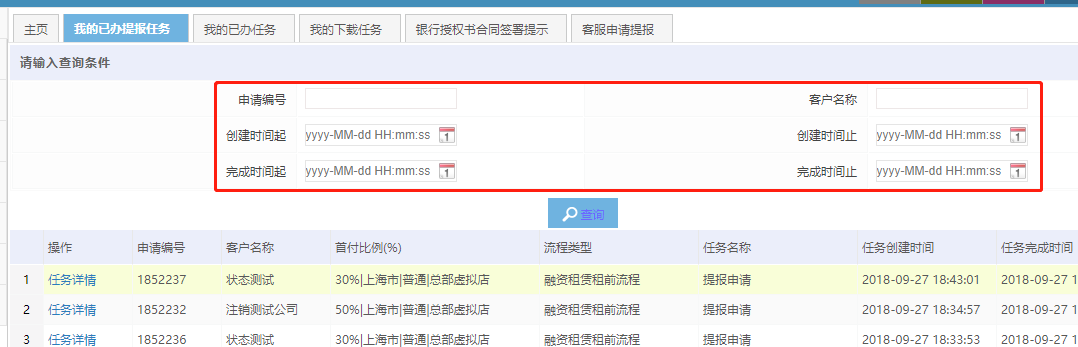 主页 我的已办提报任务 我的已办任务 我的下载任务 银行授权书合同签署提示 客服申请提报
请输入查询条件
申请编号 客户名称
创建时间起 yyyy-MM-dd HH:mm:ss 1 创建时间止 yyyy-MM-dd HH:mm:ss 1
完成时间起 yyyy-MM-dd HH:mm:ss 1 完成时间止 yyyy-MM-dd HH:mm:ss 1
查询
操作 申请编号 客户名称 首付比例(%) 流程类型 任务名称 任务创建时间 任务完成时间
1 任务详情 1852237 状态测试 30%|上海市|普通|总部虚拟店 融资租赁租前流程 提报申请 2018-09-27 18:43:01 2018-09-27 1
2 任务详情 1852232 注销测试公司 50%|上海市|普通|总部虚拟店 融资租赁租前流程 提报申请 2018-09-27 18:34:57 2018-09-27 1
3 任务详情 1852236 状态测试 30%|上海市|普通|总部虚拟店 融资租赁租前流程 提报申请 2018-09-27 18:33:53 2018-09-27 1